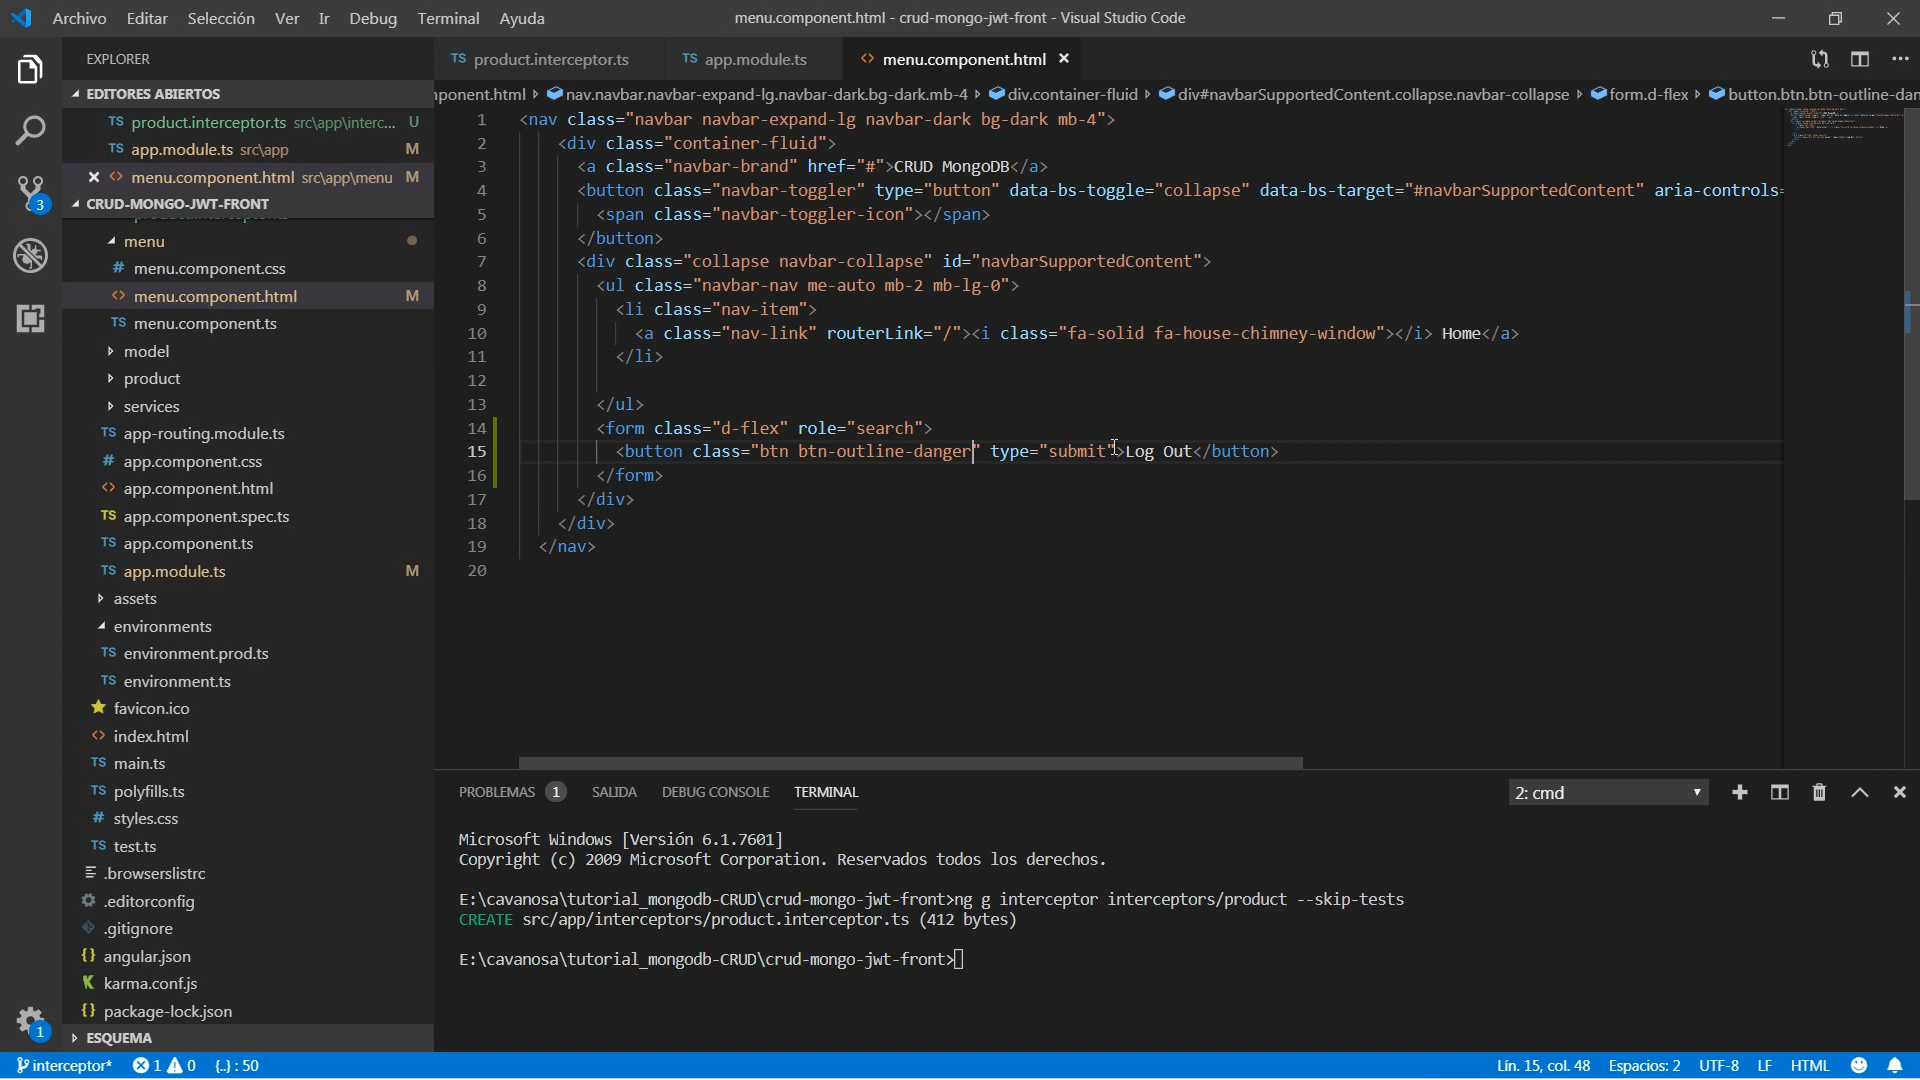 Archivo Editar Selección Ver Ir Debug Terminal Ayuda
menu.component.html - crud-mongo-jwt-front - Visual Studio Code
EXPLORER
TS product.interceptor.ts
TS app.module.ts
<> menu.component.html ×
EDITORES ABIERTOS
ponent.html nav.navbar.navbar-expand-lg.navbar-dark.bg-dark.mb-4 div.container-fluid div#navbarSupportedContent.collapse.navbar-collapse form.d-flex button.btn.btn-outline-dan
TS product.interceptor.ts src\app\interc... U
TS app.module.ts src\app M
× <> menu.component.html src\app\menu M
3
CRUD-MONGO-JWT-FRONT
menu
# menu.component.css
<> menu.component.html M
TS menu.component.ts
model
product
services
TS app-routing.module.ts
# app.component.css
<> app.component.html
TS app.component.spec.ts
TS app.component.ts
TS app.module.ts M
assets
environments
TS environment.prod.ts
TS environment.ts
favicon.ico
<> index.html
TS main.ts
TS polyfills.ts
# styles.css
TS test.ts
.browserslistrc
.editorconfig
.gitignore
{} angular.json
karma.conf.js
{} package-lock.json
1
ESQUEMA
1 <nav class="navbar navbar-expand-lg navbar-dark bg-dark mb-4">
2 <div class="container-fluid">
3 <a class="navbar-brand" href="#">CRUD MongoDB</a>
4 <button class="navbar-toggler" type="button" data-bs-toggle="collapse" data-bs-target="#navbarSupportedContent" aria-controls=
5 <span class="navbar-toggler-icon"></span>
6 </button>
7 <div class="collapse navbar-collapse" id="navbarSupportedContent">
8 <ul class="navbar-nav me-auto mb-2 mb-lg-0">
9 <li class="nav-item">
10 <a class="nav-link" routerLink="/"><i class="fa-solid fa-house-chimney-window"></i> Home</a>
11 </li>
12
13 </ul>
14 <form class="d-flex" role="search">
15 <button class="btn btn-outline-danger" type="submit">Log Out</button>
16 </form>
17 </div>
18 </div>
19 </nav>
20
PROBLEMAS 1 SALIDA DEBUG CONSOLE TERMINAL
2: cmd
Microsoft Windows [Versión 6.1.7601]
Copyright (c) 2009 Microsoft Corporation. Reservados todos los derechos.
E:\cavanosa\tutorial_mongodb-CRUD\crud-mongo-jwt-front>ng g interceptor interceptors/product --skip-tests
CREATE src/app/interceptors/product.interceptor.ts (412 bytes)
E:\cavanosa\tutorial_mongodb-CRUD\crud-mongo-jwt-front>
interceptor* 1 0 {..} : 50
Lín. 15, col. 48 Espacios: 2 UTF-8 LF HTML